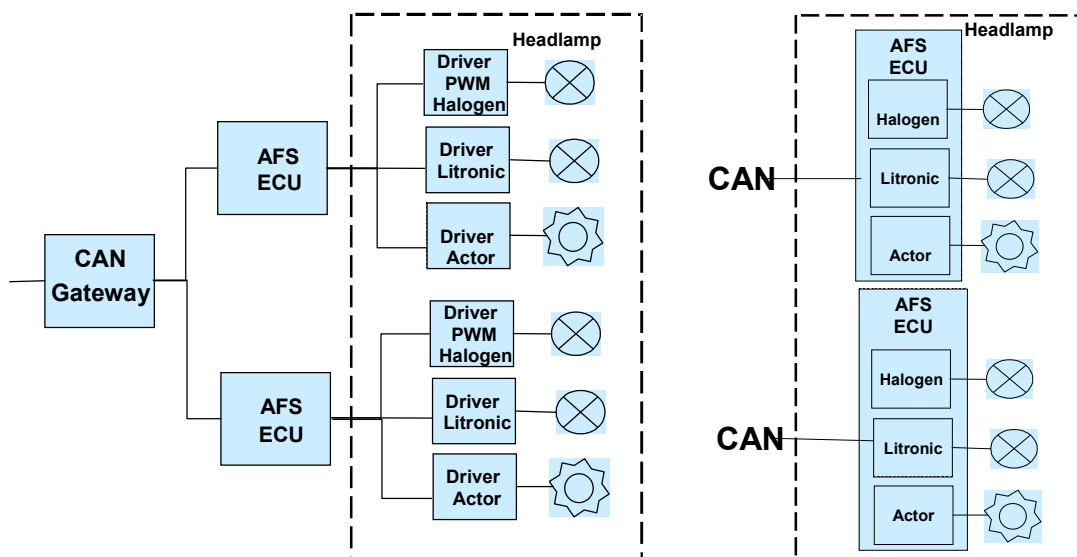 Headlamp
Driver
PWM
Halogen
AFS
ECU
Driver
Litronic
Driver
Actor
CAN
Gateway
Driver
PWM
Halogen
AFS
ECU
Driver
Litronic
Driver
Actor
Headlamp
AFS
ECU
Halogen
CAN
Litronic
Actor
AFS
ECU
Halogen
CAN
Litronic
Actor